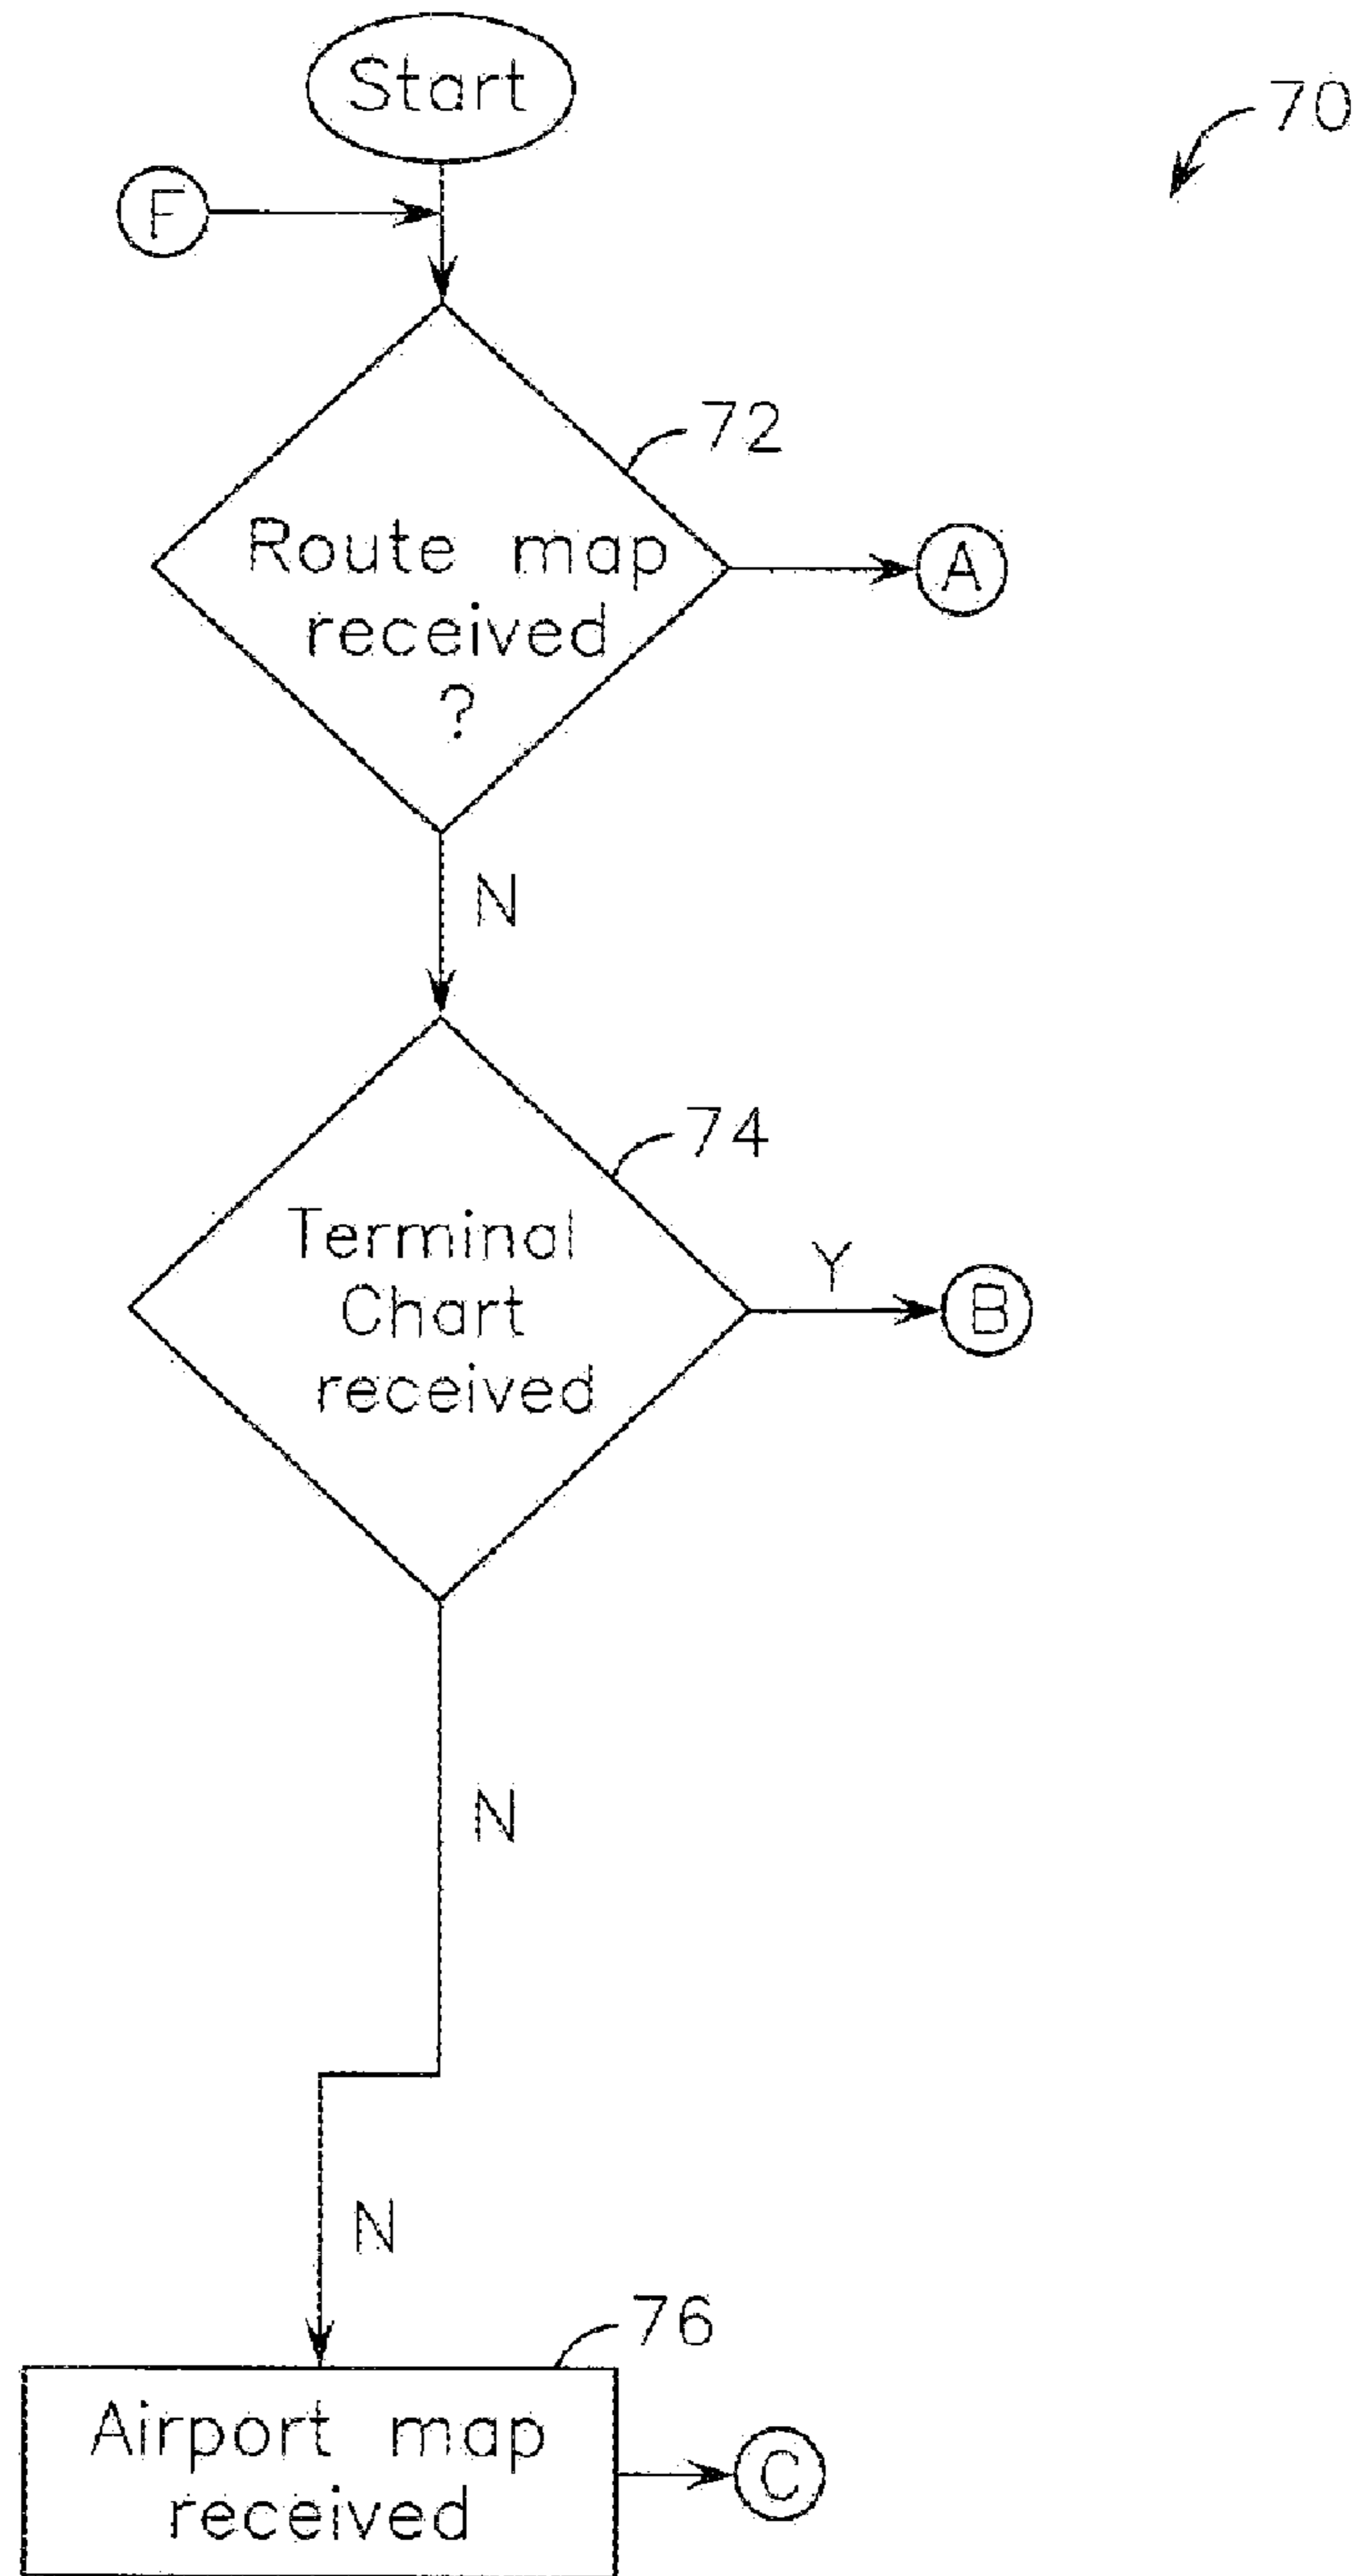 Start
70
F
72
Route map
received
?
A
N
74
Terminal
Chart
received
Y
B
N
N
76
Airport map
received
C